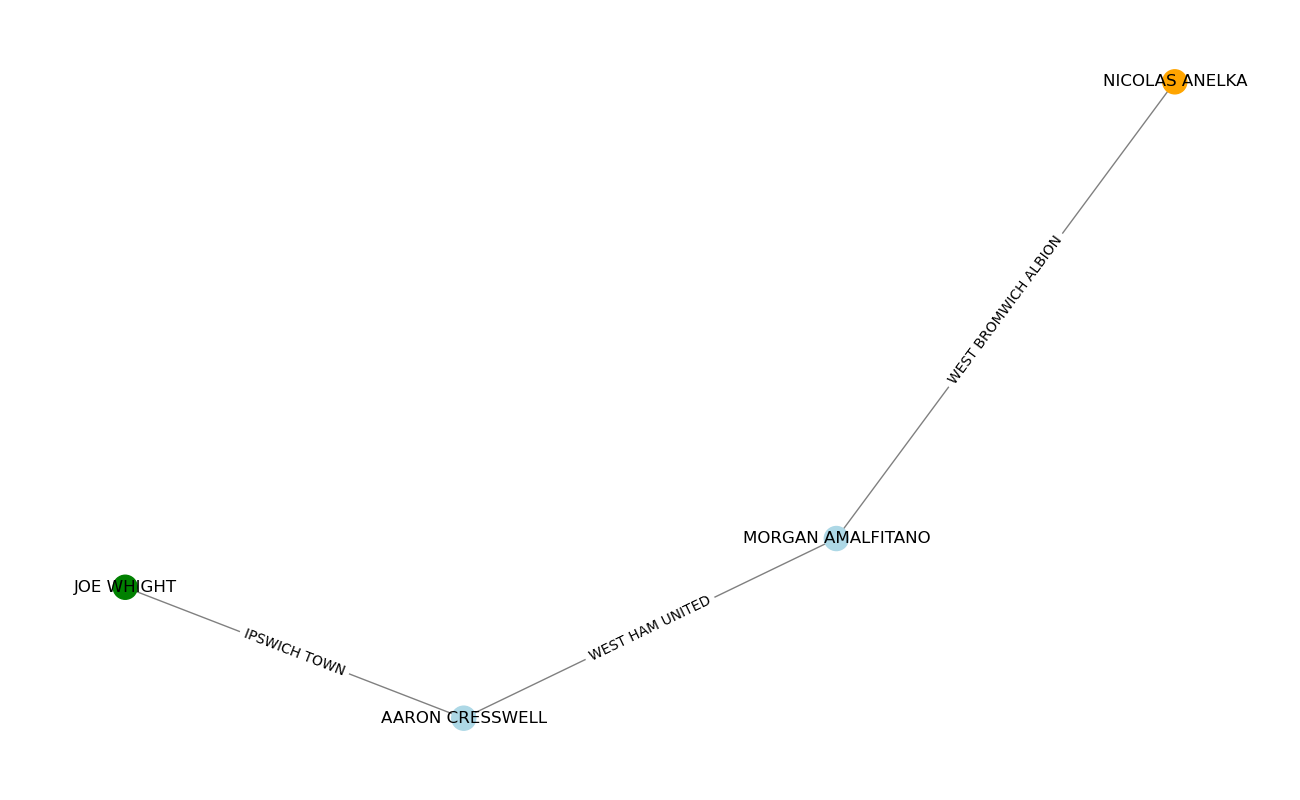 NICOLAS ANELKA
WEST BROMWICH ALBION
MORGAN AMALFITANO
JOE WHIGHT
WEST HAM UNITED
IPSWICH TOWN
AARON CRESSWELL